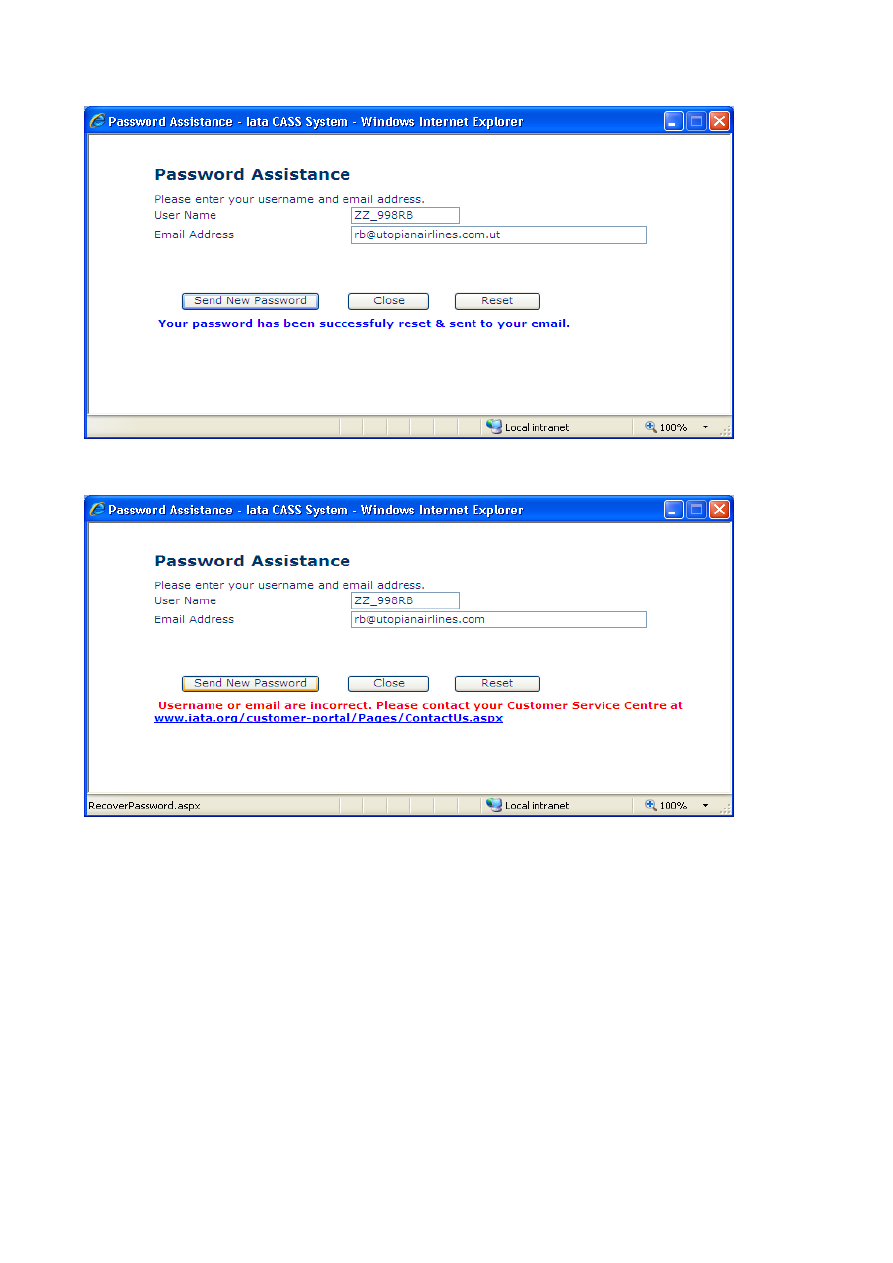 Password Assistance - Iata CASS System - Windows Internet Explorer
Password Assistance
Please enter your username and email address.
User Name ZZ_998RB
Email Address rb@utopianairlines.com.ut
Send New Password Close Reset
Your password has been successfuly reset & sent to your email.
Local intranet 100%
Password Assistance - Iata CASS System - Windows Internet Explorer
Password Assistance
Please enter your username and email address.
User Name ZZ_998RB
Email Address rb@utopianairlines.com
Send New Password Close Reset
Username or email are incorrect. Please contact your Customer Service Centre at
www.iata.org/customer-portal/Pages/ContactUs.aspx
RecoverPassword.aspx Local intranet 100%